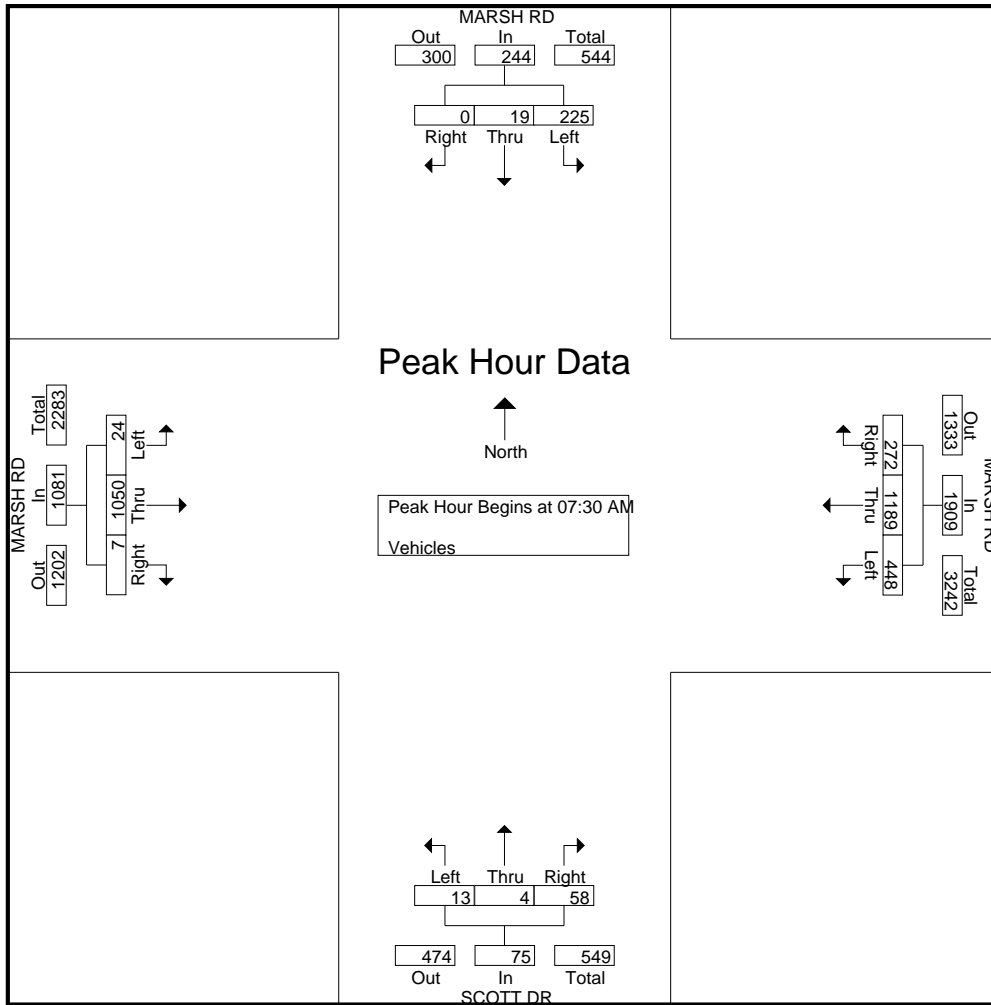 MARSH RD
Out In Total
300 244 544
0 19 225
Right Thru Left
Peak Hour Data
North
Peak Hour Begins at 07:30 AM
Vehicles
MARSH RD
Out In Total
1202 1081 2283
7 1050 24
Right Thru Left
MARSH RD
Out In Total
1333 1909 3242
272 1189 448
Right Thru Left
Left Thru Right
13 4 58
474 75 549
Out In Total
SCOTT DR